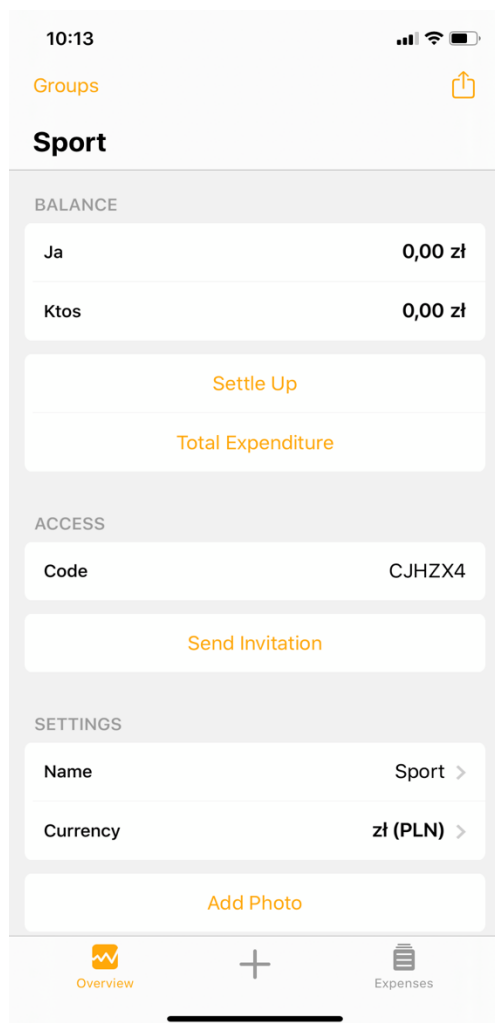 10:13
Groups
Sport
BALANCE
Ja 0,00 zł
Ktos 0,00 zł
Settle Up
Total Expenditure
ACCESS
Code CJHZX4
Send Invitation
SETTINGS
Name Sport
Currency zł (PLN)
Add Photo
Overview Expenses